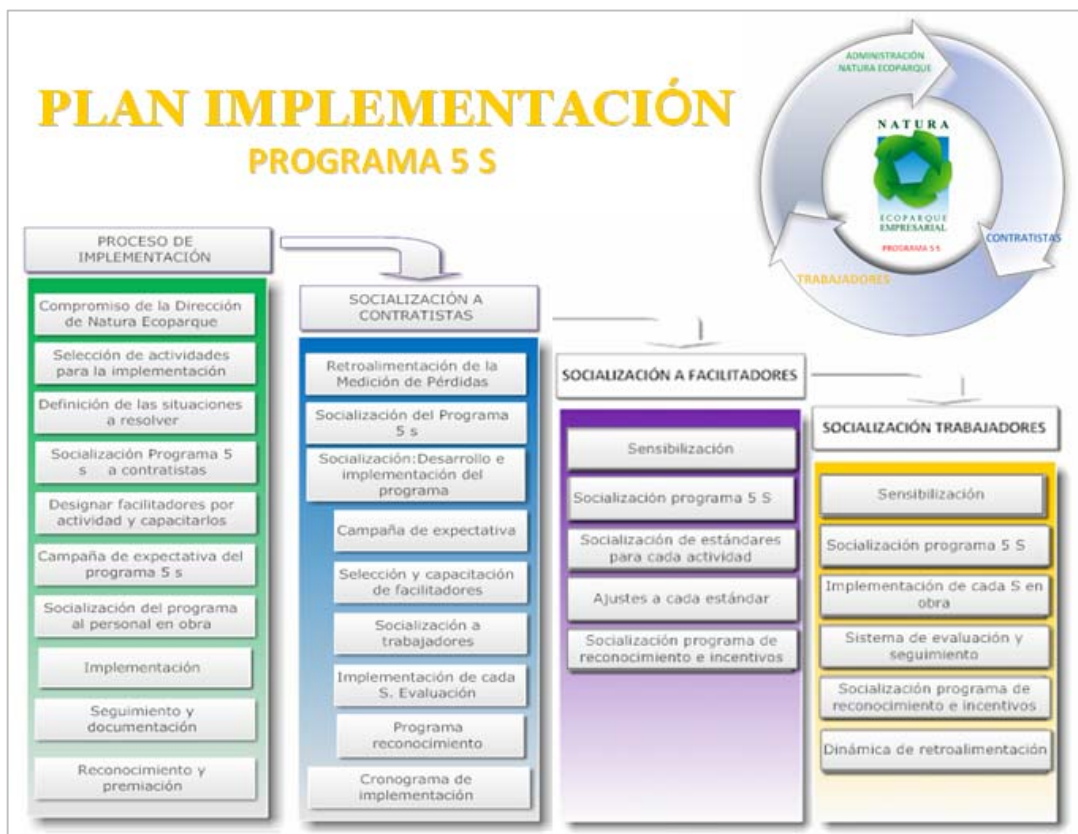 PLAN IMPLEMENTACIÓN
PROGRAMA 5 S
ADMINISTRACIÓN
NATURA ECOPARQUE
NATURA
ECOPARQUE
EMPRESARIAL
PROGRAMA 5 S
CONTRATISTAS
TRABAJADORES
PROCESO DE
IMPLEMENTACIÓN
Compromiso de la Dirección
de Natura Ecoparque
Selección de actividades
para la implementación
Definición de las situaciones
a resolver
Socialización Programa 5
s a contratistas
Designar facilitadores por
actividad y capacitarlos
Campaña de expectativa del
programa 5 s
Socialización del programa
al personal en obra
Implementación
Seguimiento y
documentación
Reconocimiento y
premiación
SOCIALIZACIÓN A
CONTRATISTAS
Retroalimentación de la
Medición de Pérdidas
Socialización del Programa
5 s
Socialización:Desarrollo e
implementación del
programa
Campaña de expectativa
Selección y capacitación
de facilitadores
Socialización a
trabajadores
Implementación de cada
S. Evaluación
Programa
reconocimiento
Cronograma de
implementación
SOCIALIZACIÓN A FACILITADORES
Sensibilización
Socialización programa 5 S
Socialización de estándares
para cada actividad
Ajustes a cada estándar
Socialización programa de
reconocimiento e incentivos
SOCIALIZACIÓN TRABAJADORES
Sensibilización
Socialización programa 5 S
Implementación de cada S en
obra
Sistema de evaluación y
seguimiento
Socialización programa de
reconocimiento e incentivos
Dinámica de retroalimentación